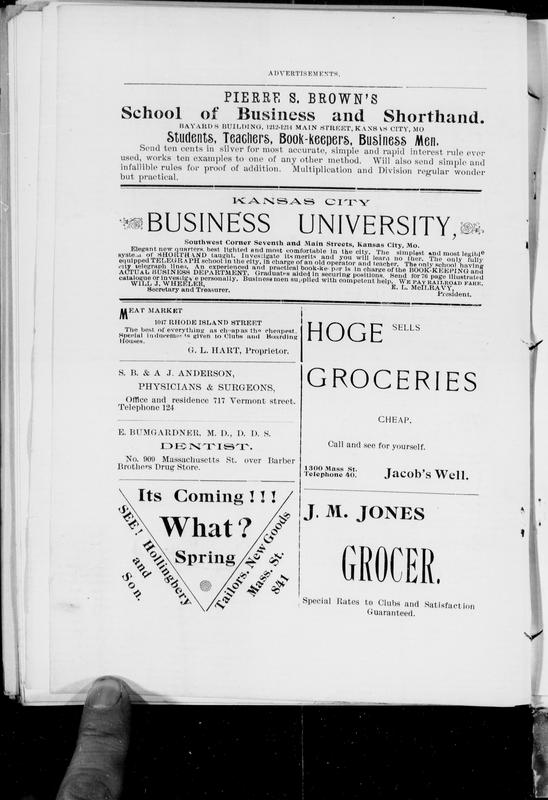 ADVERTISEMENTS.
PIERRE S. BROWN'S
School of Business and Shorthand.
BAYARDS BUILDING, 1212-1214 MAIN STREET, KANSAS CITY, MO
Students, Teachers, Book-keepers, Business Men.
Send ten cents in silver for most accurate, simple and rapid interest rule ever
used, works ten examples to one of any other method. Will also send simple and
infallible rules for proof of addition. Multiplication and Division regular wonder
but practical.
KANSAS CITY
BUSINESS UNIVERSITY,
Southwest Corner Seventh and Main Streets, Kansas City, Mo.
Elegant new quarters, best lighted and most comfortable in the city. The simplest and most legible
system of SHORTHAND taught. Investigate its merits and you will learn no other. The only fully
equipped TELEGRAPH school in the city, in charge of an old operator and teacher. The only school having
city telegraph lines. An experienced and practical book-keeper is in charge of the BOOK-KEEPING and
ACTUAL BUSINESS DEPARTMENT. Graduates aided in securing positions. Send for 76 page illustrated
catalogue or investigate personally. Business men supplied with competent help. WE PAY RAILROAD FARE.
WILL J. WHEELER, E. L. McILRAVY,
Secretary and Treasurer. President.
MEAT MARKET
1017 RHODE ISLAND STREET
The best of everything as cheap as the cheapest.
Special inducements given to Clubs and Boarding
Houses.
G. L. HART, Proprietor.
S. B. & A J. ANDERSON,
PHYSICIANS & SURGEONS,
Office and residence 717 Vermont street.
Telephone 124
E. BUMGARDNER, M. D., D. D. S.
DENTIST.
No. 909 Massachusetts St. over Barber
Brothers Drug Store.
Its Coming!!!
What?
Spring
SEE! Hollingbery
and
Son.
Tailors, New Goods
Mass. St.
841
HOGE SELLS
GROCERIES
CHEAP.
Call and see for yourself.
1300 Mass St.
Telephone 40. Jacob's Well.
J. M. JONES
GROCER.
Special Rates to Clubs and Satisfaction
Guaranteed.